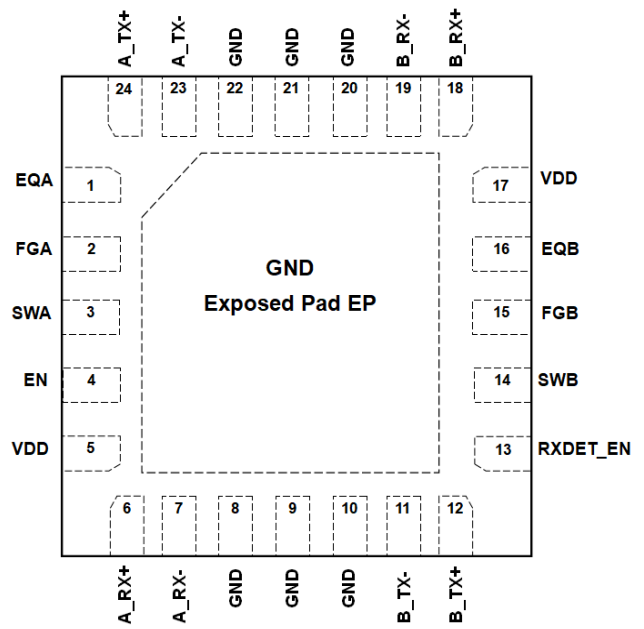 A_TX+ A_TX- GND GND GND B_RX- B_RX+
24 23 22 21 20 19 18
EQA 1 17 VDD
FGA 2 16 EQB
GND
Exposed Pad EP
SWA 3 15 FGB
EN 4 14 SWB
VDD 5 13 RXDET_EN
6 7 8 9 10 11 12
A_RX+ A_RX- GND GND GND B_TX- B_TX+